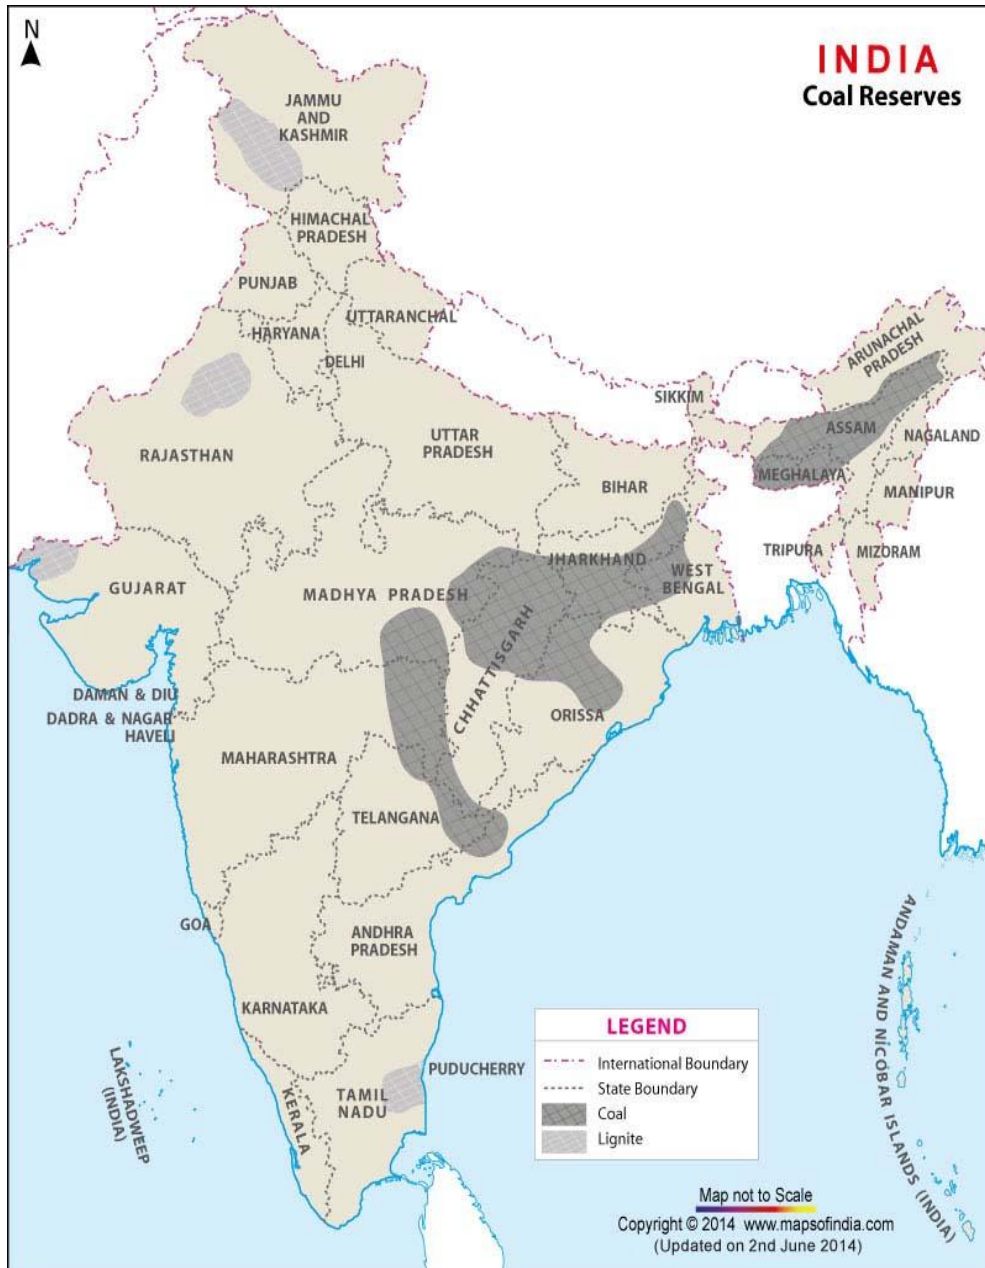 N
INDIA
Coal Reserves
JAMMU
AND
KASHMIR
HIMACHAL
PRADESH
PUNJAB
UTTARANCHAL
HARYANA
DELHI
ARUNACHAL
PRADESH
SIKKIM
ASSAM
NAGALAND
RAJASTHAN
UTTAR
PRADESH
MEGHALAYA
BIHAR
MANIPUR
TRIPURA
MIZORAM
JHARKHAND
WEST
BENGAL
GUJARAT
MADHYA PRADESH
CHHATTISGARH
DAMAN & DIU
DADRA & NAGAR
HAVELI
ORISSA
MAHARASHTRA
TELANGANA
GOA
ANDHRA
PRADESH
KARNATAKA
ANDAMAN AND NICOBAR ISLANDS (INDIA)
LAKSHADWEEP
(INDIA)
PUDUCHERRY
TAMIL
NADU
KERALA
LEGEND
International Boundary
State Boundary
Coal
Lignite
Map not to Scale
Copyright © 2014 www.mapsofindia.com
(Updated on 2nd June 2014)